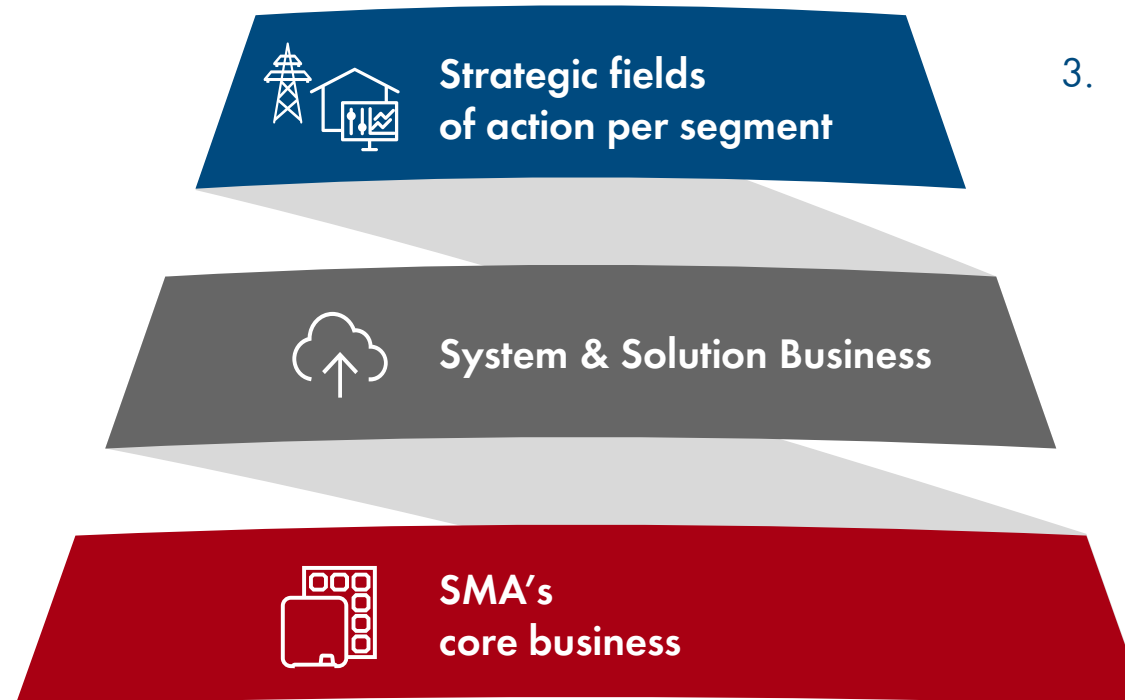 Strategic fields
of action per segment
3.
System & Solution Business
SMA’s
core business